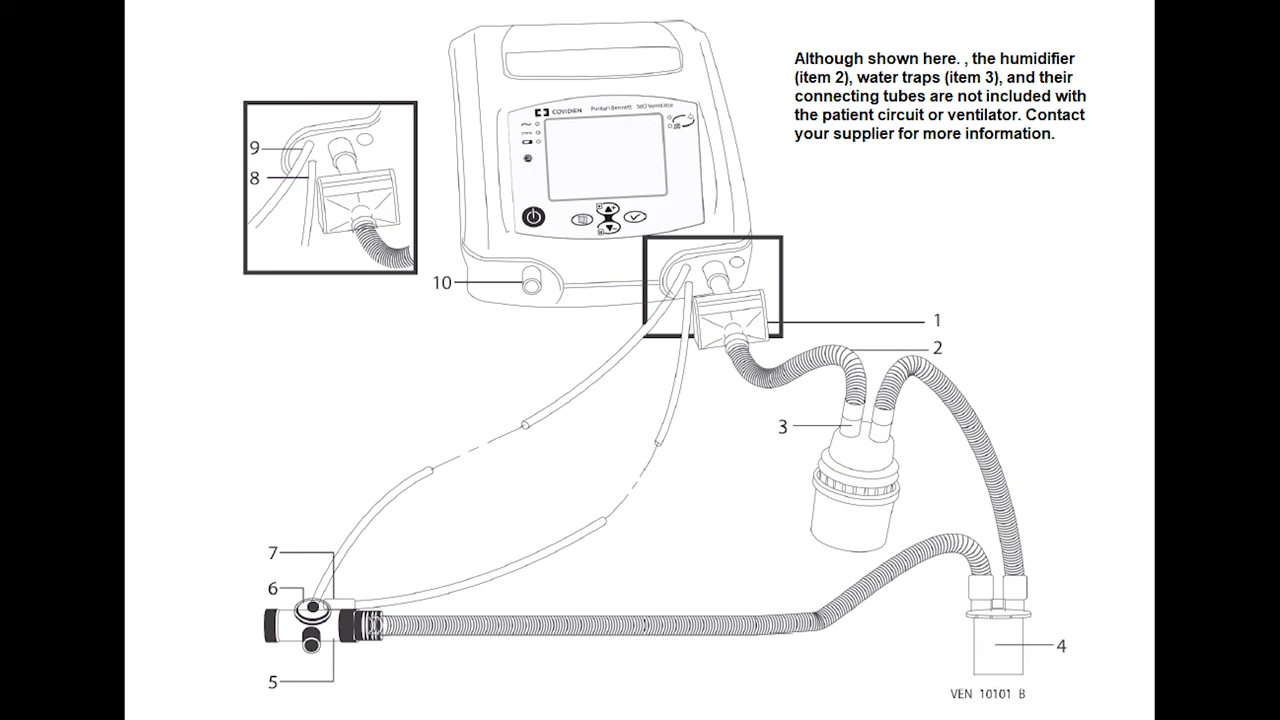 Although shown here. , the humidifier
(item 2), water traps (item 3), and their
connecting tubes are not included with
the patient circuit or ventilator. Contact
your supplier for more information.
COVIDIEN Puritan Bennett 560 Ventilator
9
8
10
1
2
3
7
6
5
4
VEN 10101 B